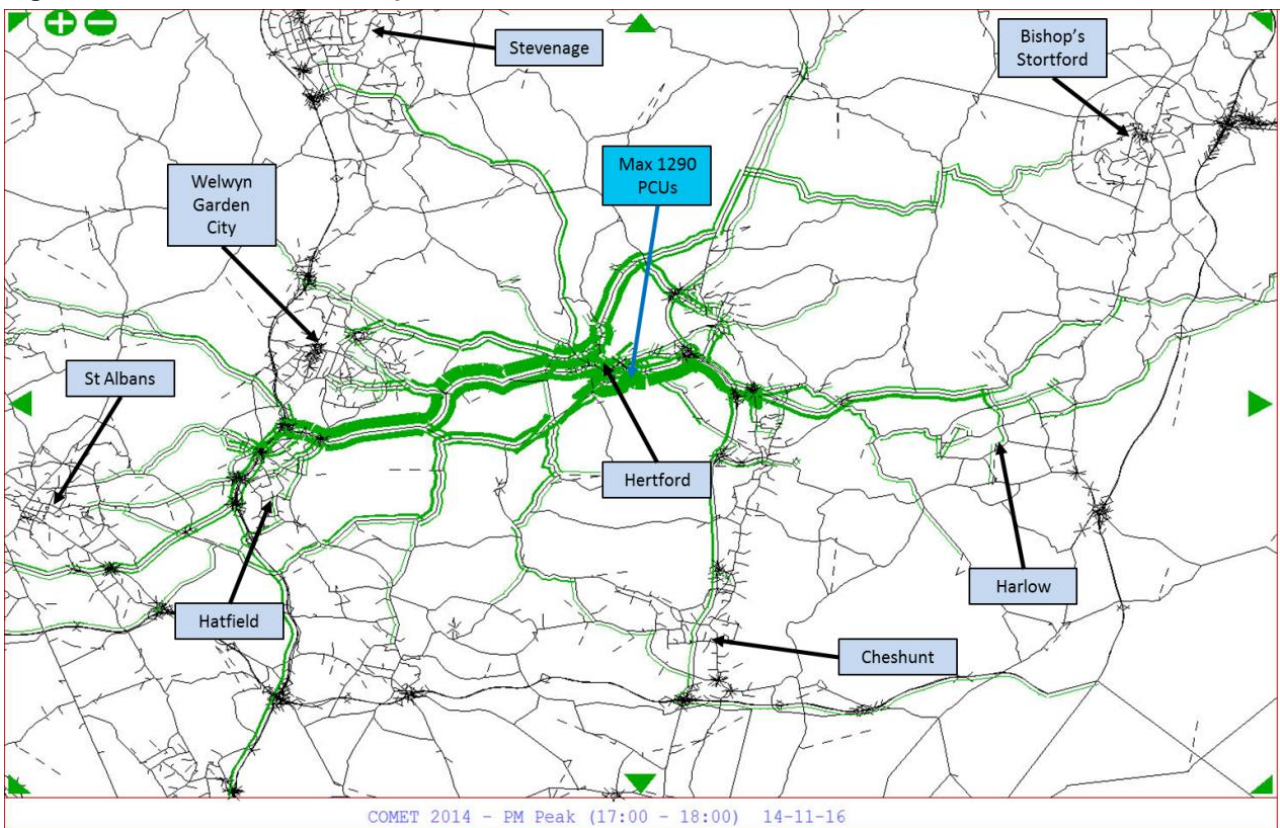 Stevenage
Bishop's
Stortford
Max 1290
PCUs
Welwyn
Garden
City
St Albans
Hertford
Harlow
Hatfield
Cheshunt
COMET 2014 - PM Peak (17:00 - 18:00) 14-11-16